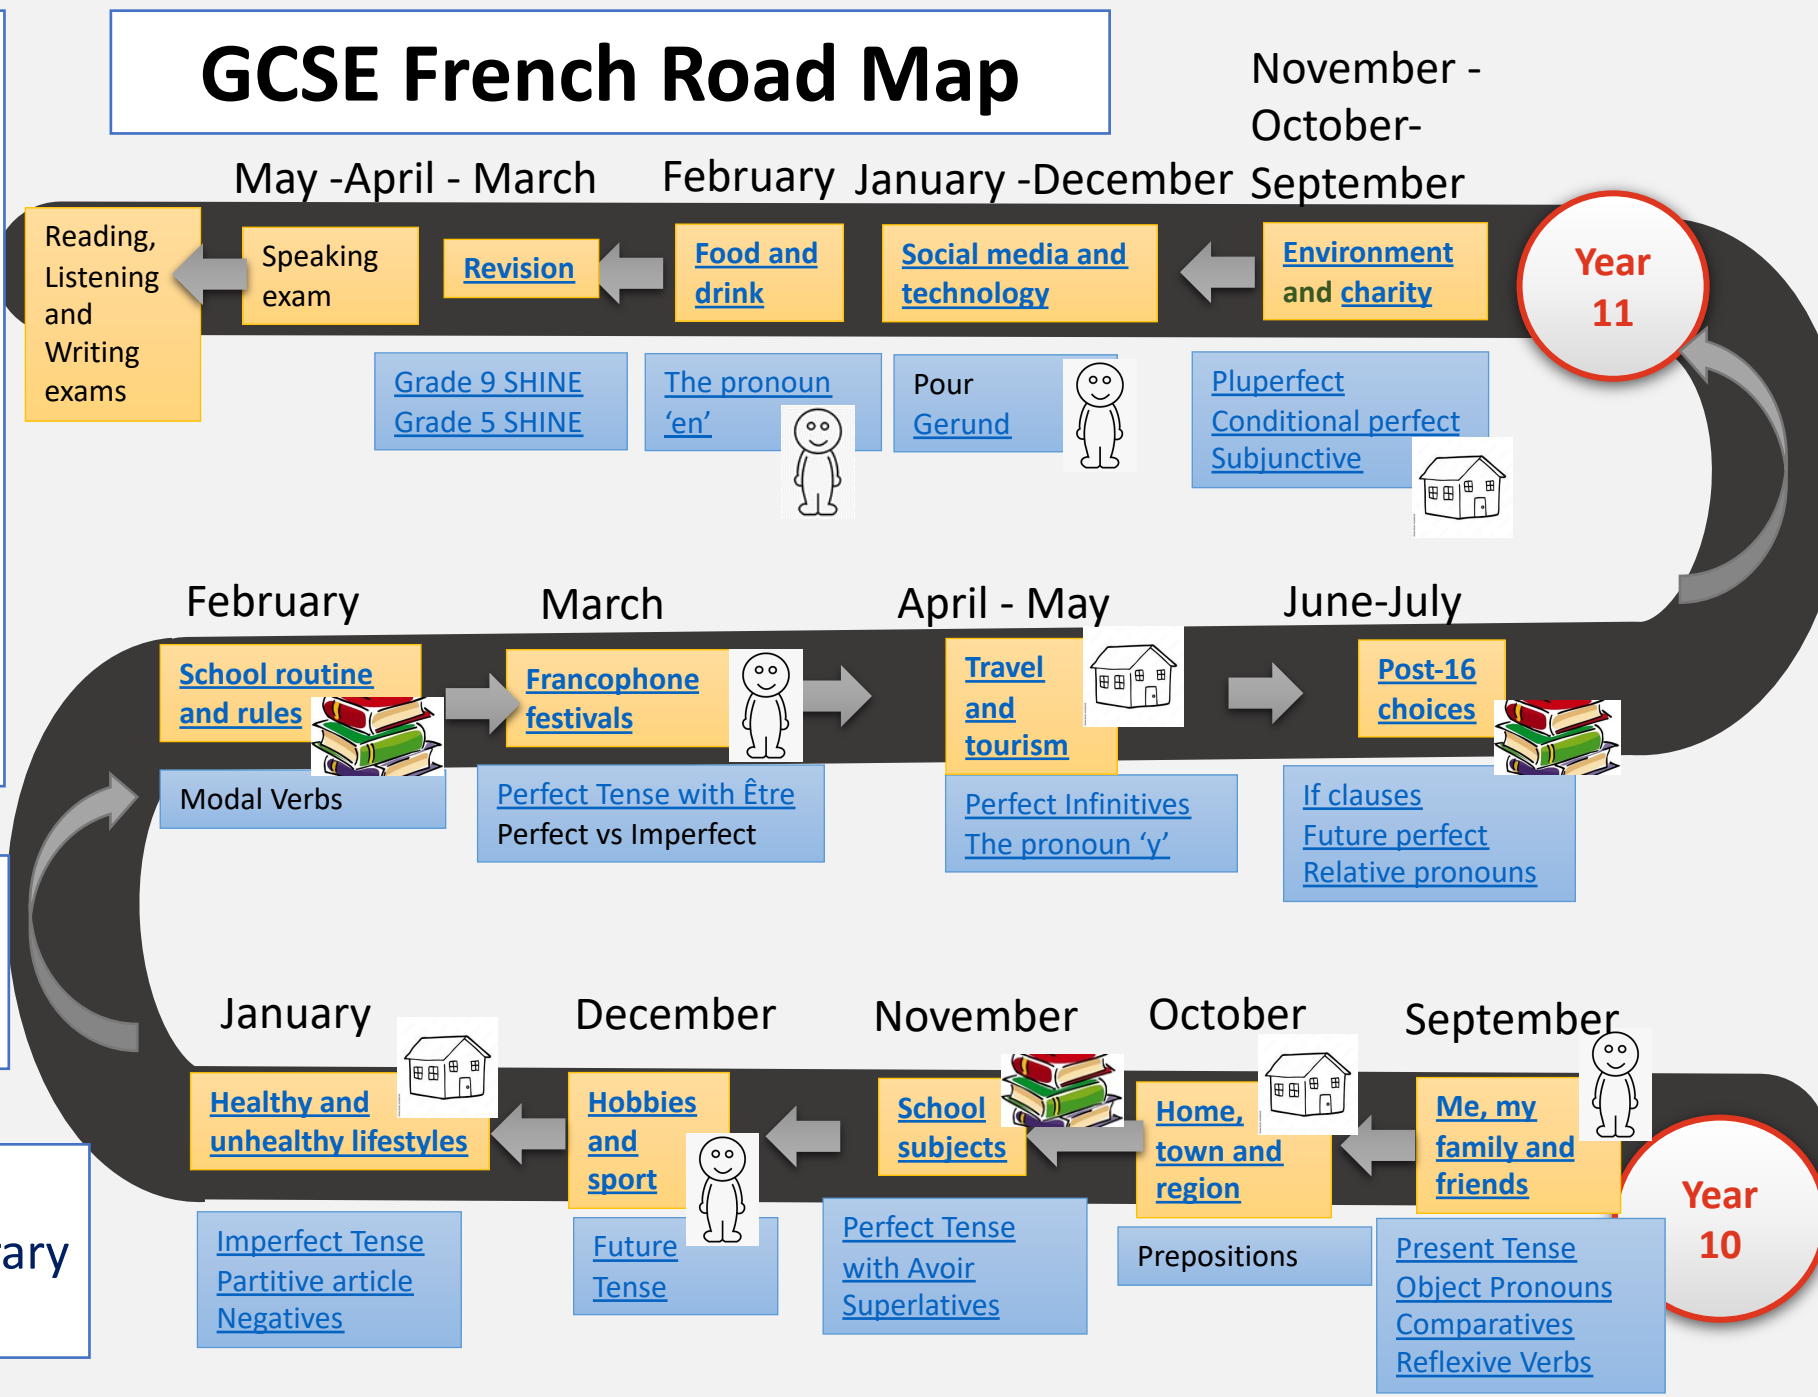 GCSE French Road Map
November -
October-
September
May -April - March
February
January -December
Reading,
Listening
and
Writing
exams
Speaking
exam
Revision
Food and
drink
Social media and
technology
Environment
and charity
Year
11
Grade 9 SHINE
Grade 5 SHINE
The pronoun
‘en’
Pour
Gerund
Pluperfect
Conditional perfect
Subjunctive
February
March
April - May
June-July
School routine
and rules
Francophone
festivals
Travel
and
tourism
Post-16
choices
Modal Verbs
Perfect Tense with Être
Perfect vs Imperfect
Perfect Infinitives
The pronoun ‘y’
If clauses
Future perfect
Relative pronouns
January
December
November
October
September
Healthy and
unhealthy lifestyles
Hobbies
and
sport
School
subjects
Home,
town and
region
Me, my
family and
friends
Year
10
Imperfect Tense
Partitive article
Negatives
Future
Tense
Perfect Tense
with Avoir
Superlatives
Prepositions
Present Tense
Object Pronouns
Comparatives
Reflexive Verbs
ary